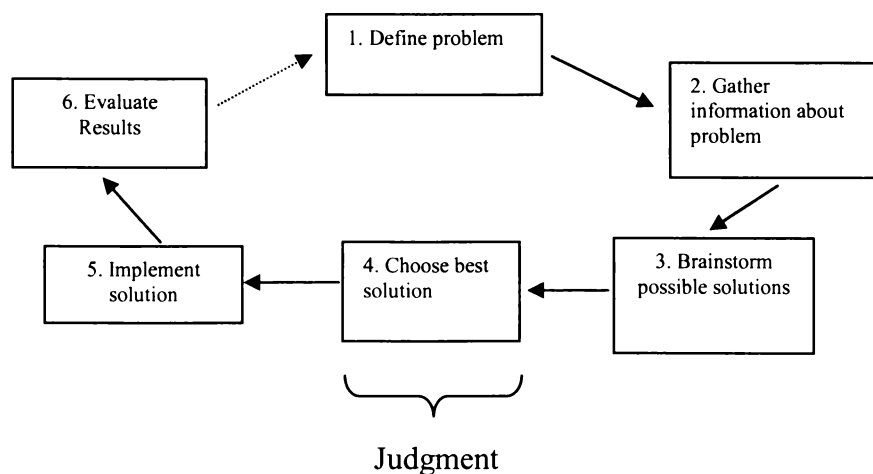 1. Define problem
2. Gather
information about
problem
3. Brainstorm
possible solutions
4. Choose best
solution
5. Implement
solution
6. Evaluate
Results
Judgment